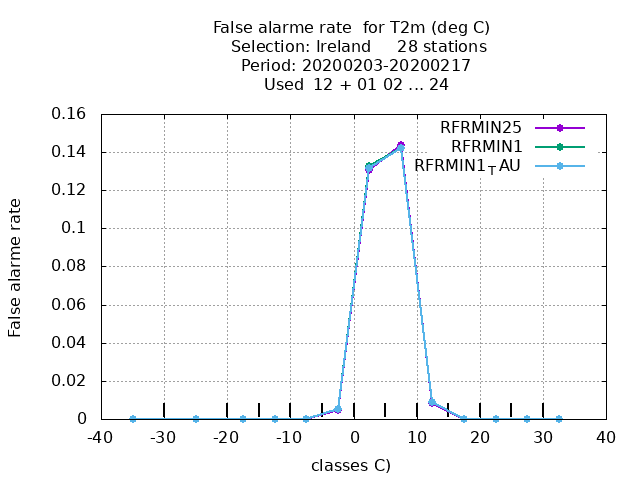 False alarme rate  for T2m (deg C)
Selection: Ireland     28 stations
Period: 20200203-20200217
Used  12 + 01 02 ... 24
0.16
0.14
0.12
0.1
0.08
0.06
0.04
0.02
0
False alarme rate
RFRMIN25
RFRMIN1
RFRMIN1TAU
-40 -30 -20 -10 0 10 20 30 40
classes C)